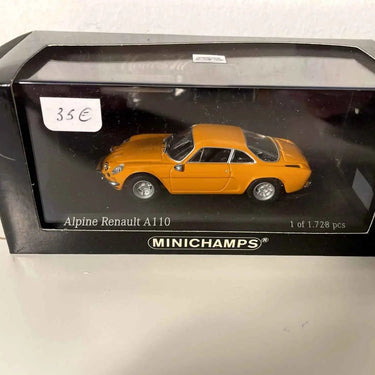 35€
Alpine Renault A110
1 of 1.728 pcs
MINICHAMPS